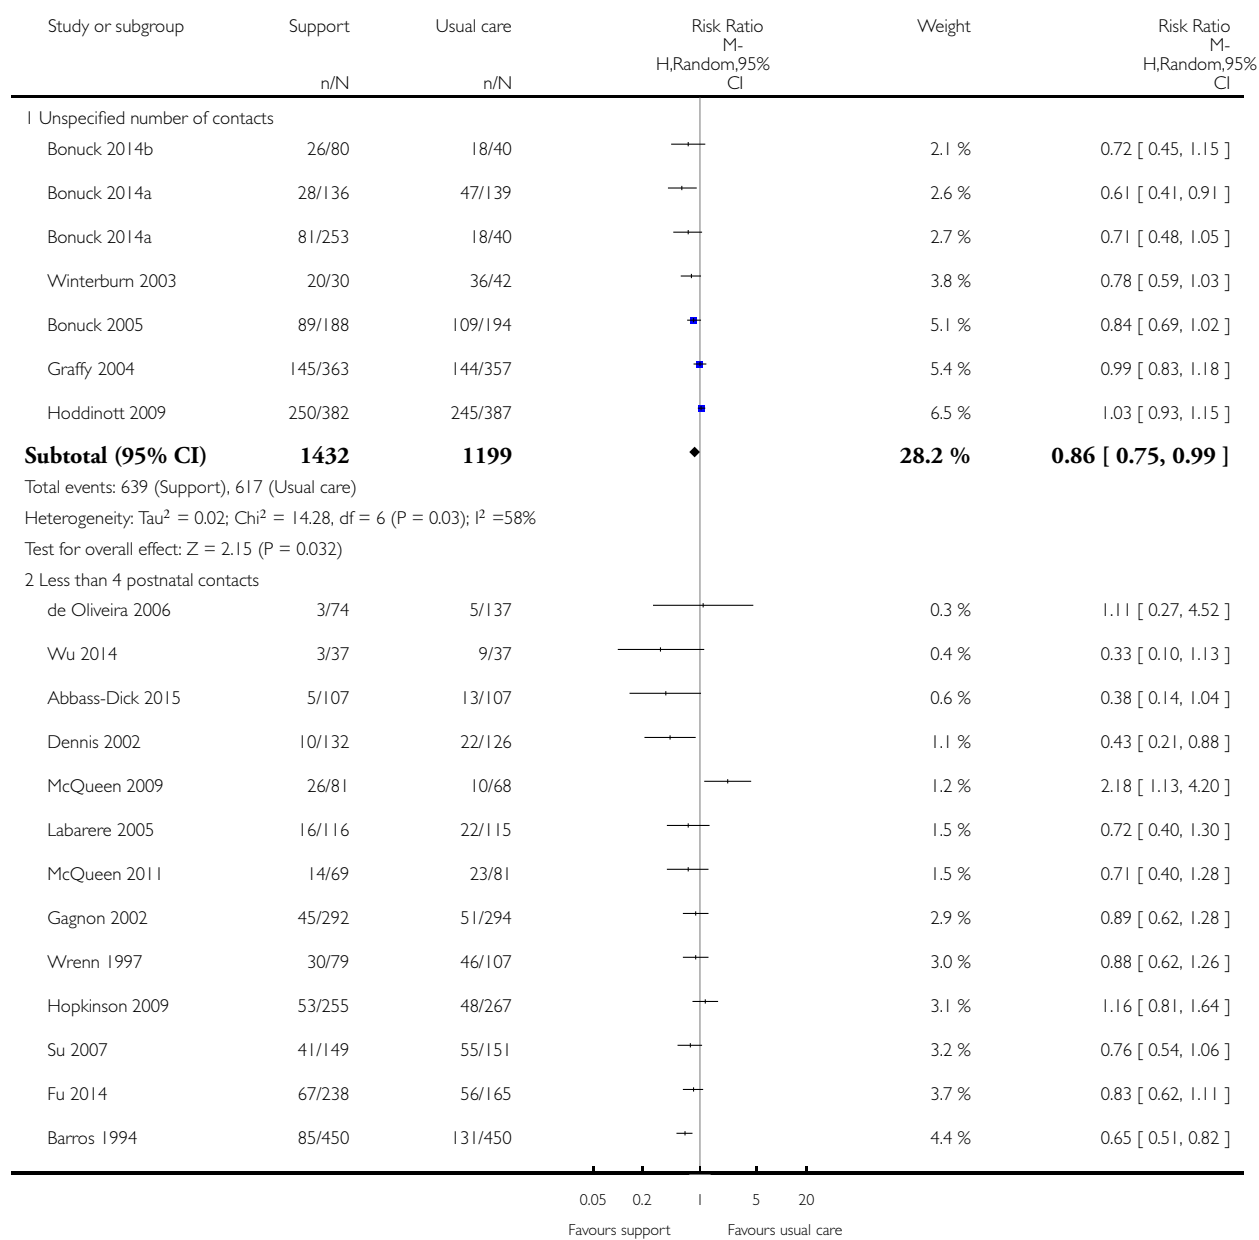 Study or subgroup Support Usual care Risk Ratio Weight Risk Ratio
M- M-
H,Random,95% H,Random,95%
n/N n/N CI CI
1 Unspecified number of contacts
Bonuck 2014b 26/80 18/40 2.1 % 0.72 [ 0.45, 1.15 ]
Bonuck 2014a 28/136 47/139 2.6 % 0.61 [ 0.41, 0.91 ]
Bonuck 2014a 81/253 18/40 2.7 % 0.71 [ 0.48, 1.05 ]
Winterburn 2003 20/30 36/42 3.8 % 0.78 [ 0.59, 1.03 ]
Bonuck 2005 89/188 109/194 5.1 % 0.84 [ 0.69, 1.02 ]
Graffy 2004 145/363 144/357 5.4 % 0.99 [ 0.83, 1.18 ]
Hoddinott 2009 250/382 245/387 6.5 % 1.03 [ 0.93, 1.15 ]
Subtotal (95% CI) 1432 1199 28.2 % 0.86 [ 0.75, 0.99 ]
Total events: 639 (Support), 617 (Usual care)
Heterogeneity: Tau² = 0.02; Chi² = 14.28, df = 6 (P = 0.03); I² =58%
Test for overall effect: Z = 2.15 (P = 0.032)
2 Less than 4 postnatal contacts
de Oliveira 2006 3/74 5/137 0.3 % 1.11 [ 0.27, 4.52 ]
Wu 2014 3/37 9/37 0.4 % 0.33 [ 0.10, 1.13 ]
Abbass-Dick 2015 5/107 13/107 0.6 % 0.38 [ 0.14, 1.04 ]
Dennis 2002 10/132 22/126 1.1 % 0.43 [ 0.21, 0.88 ]
McQueen 2009 26/81 10/68 1.2 % 2.18 [ 1.13, 4.20 ]
Labarere 2005 16/116 22/115 1.5 % 0.72 [ 0.40, 1.30 ]
McQueen 2011 14/69 23/81 1.5 % 0.71 [ 0.40, 1.28 ]
Gagnon 2002 45/292 51/294 2.9 % 0.89 [ 0.62, 1.28 ]
Wrenn 1997 30/79 46/107 3.0 % 0.88 [ 0.62, 1.26 ]
Hopkinson 2009 53/255 48/267 3.1 % 1.16 [ 0.81, 1.64 ]
Su 2007 41/149 55/151 3.2 % 0.76 [ 0.54, 1.06 ]
Fu 2014 67/238 56/165 3.7 % 0.83 [ 0.62, 1.11 ]
Barros 1994 85/450 131/450 4.4 % 0.65 [ 0.51, 0.82 ]
0.05 0.2 1 5 20
Favours support Favours usual care